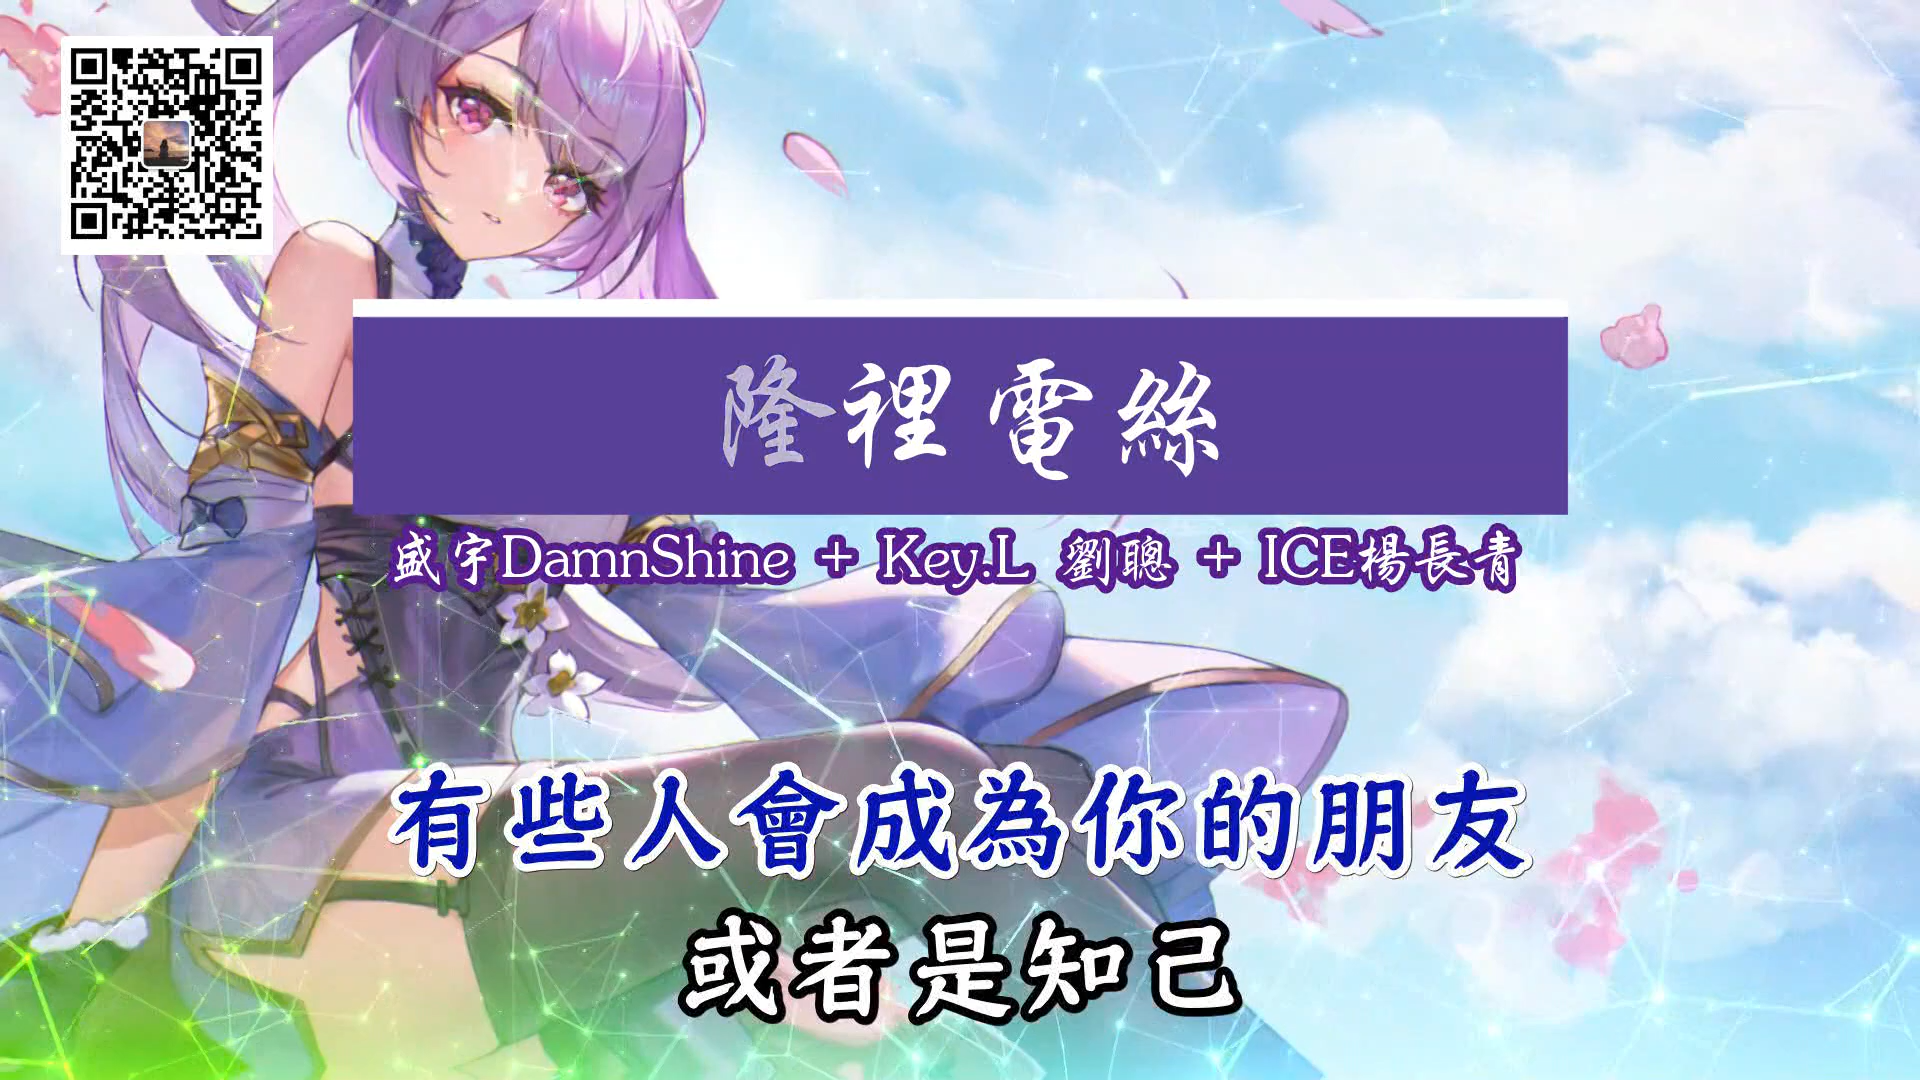 隆裡電絲
盛宇DamnShine + Key.L 劉聰 + ICE楊長青
有些人會成為你的朋友
或者是知己